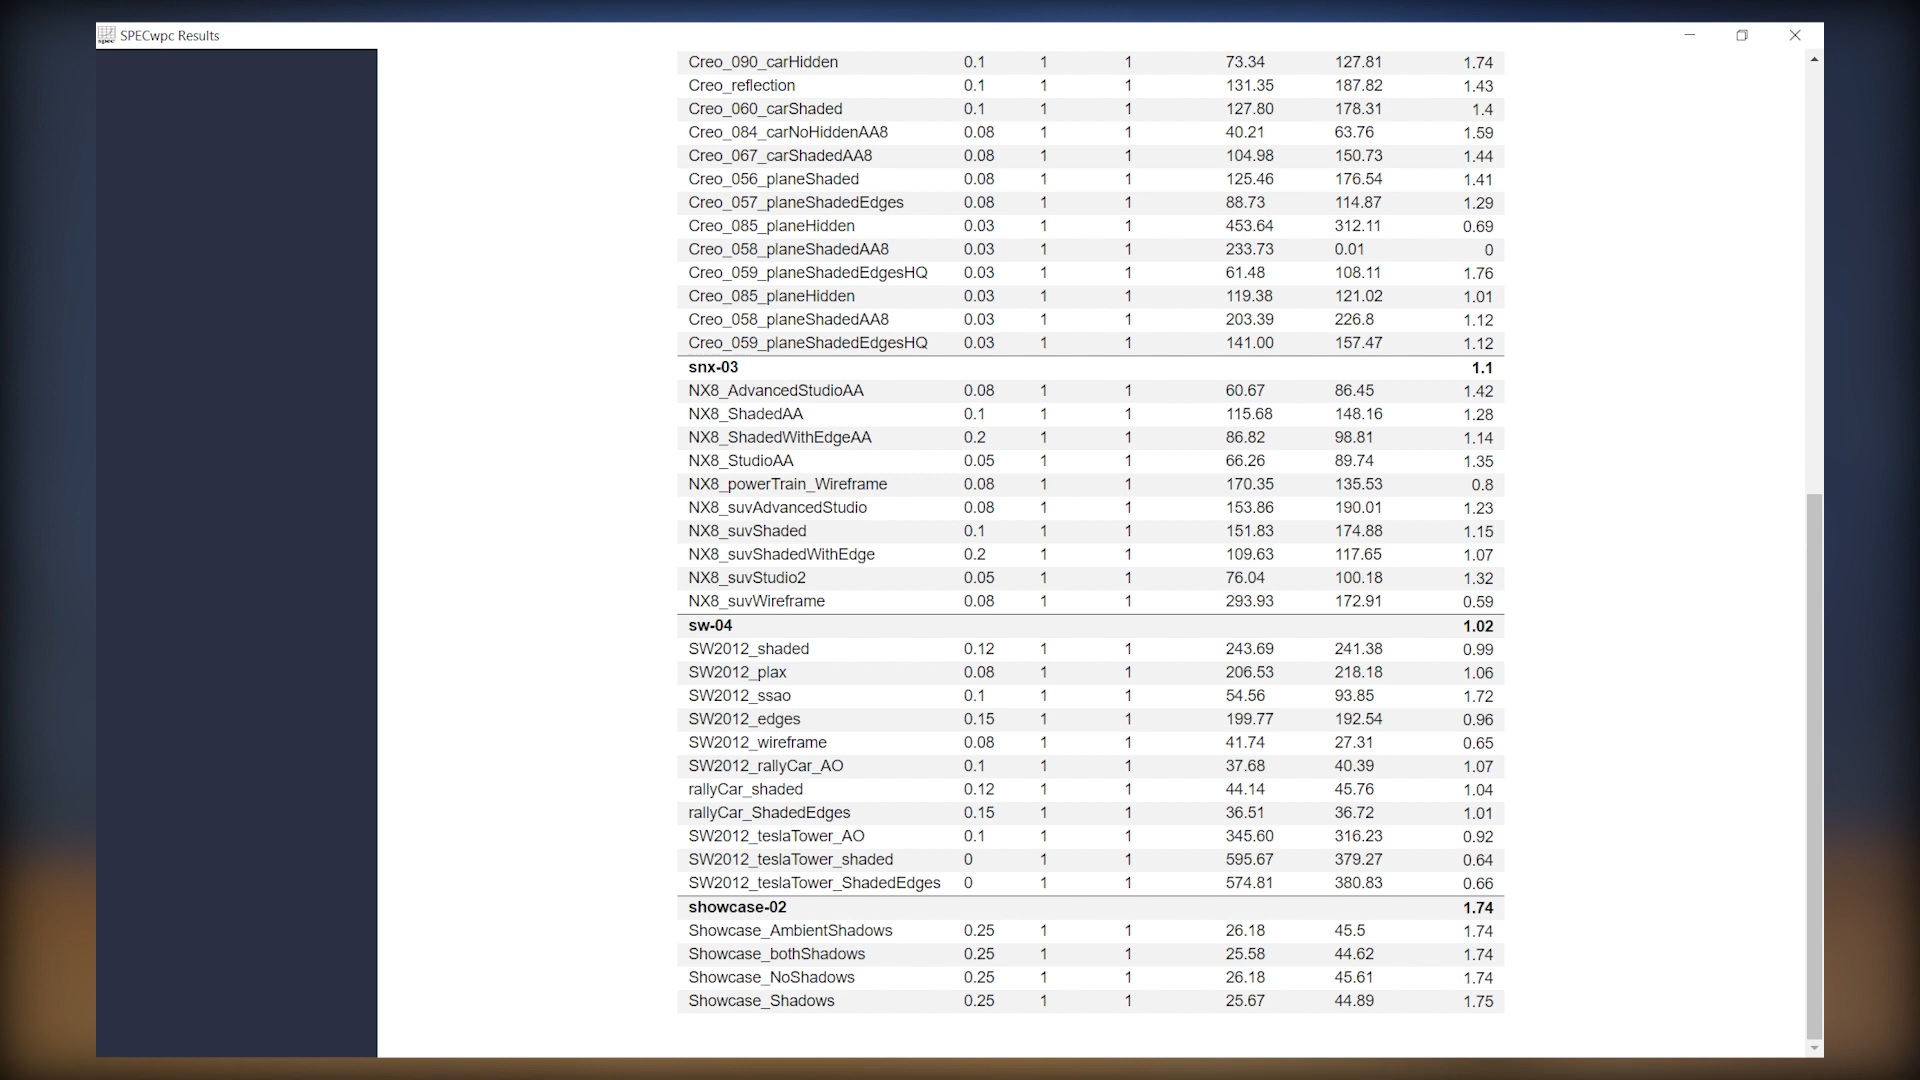 SPECwpc Results
Creo_090_carHidden 0.1 1 1 73.34 127.81 1.74
Creo_reflection 0.1 1 1 131.35 187.82 1.43
Creo_060_carShaded 0.1 1 1 127.80 178.31 1.4
Creo_084_carNoHiddenAA8 0.08 1 1 40.21 63.76 1.59
Creo_067_carShadedAA8 0.08 1 1 104.98 150.73 1.44
Creo_056_planeShaded 0.08 1 1 125.46 176.54 1.41
Creo_057_planeShadedEdges 0.08 1 1 88.73 114.87 1.29
Creo_085_planeHidden 0.03 1 1 453.64 312.11 0.69
Creo_058_planeShadedAA8 0.03 1 1 233.73 0.01 0
Creo_059_planeShadedEdgesHQ 0.03 1 1 61.48 108.11 1.76
Creo_085_planeHidden 0.03 1 1 119.38 121.02 1.01
Creo_058_planeShadedAA8 0.03 1 1 203.39 226.8 1.12
Creo_059_planeShadedEdgesHQ 0.03 1 1 141.00 157.47 1.12
snx-03 1.1
NX8_AdvancedStudioAA 0.08 1 1 60.67 86.45 1.42
NX8_ShadedAA 0.1 1 1 115.68 148.16 1.28
NX8_ShadedWithEdgeAA 0.2 1 1 86.82 98.81 1.14
NX8_StudioAA 0.05 1 1 66.26 89.74 1.35
NX8_powerTrain_Wireframe 0.08 1 1 170.35 135.53 0.8
NX8_suvAdvancedStudio 0.08 1 1 153.86 190.01 1.23
NX8_suvShaded 0.1 1 1 151.83 174.88 1.15
NX8_suvShadedWithEdge 0.2 1 1 109.63 117.65 1.07
NX8_suvStudio2 0.05 1 1 76.04 100.18 1.32
NX8_suvWireframe 0.08 1 1 293.93 172.91 0.59
sw-04 1.02
SW2012_shaded 0.12 1 1 243.69 241.38 0.99
SW2012_plax 0.08 1 1 206.53 218.18 1.06
SW2012_ssao 0.1 1 1 54.56 93.85 1.72
SW2012_edges 0.15 1 1 199.77 192.54 0.96
SW2012_wireframe 0.08 1 1 41.74 27.31 0.65
SW2012_rallyCar_AO 0.1 1 1 37.68 40.39 1.07
rallyCar_shaded 0.12 1 1 44.14 45.76 1.04
rallyCar_ShadedEdges 0.15 1 1 36.51 36.72 1.01
SW2012_teslaTower_AO 0.1 1 1 345.60 316.23 0.92
SW2012_teslaTower_shaded 0 1 1 595.67 379.27 0.64
SW2012_teslaTower_ShadedEdges 0 1 1 574.81 380.83 0.66
showcase-02 1.74
Showcase_AmbientShadows 0.25 1 1 26.18 45.5 1.74
Showcase_bothShadows 0.25 1 1 25.58 44.62 1.74
Showcase_NoShadows 0.25 1 1 26.18 45.61 1.74
Showcase_Shadows 0.25 1 1 25.67 44.89 1.75